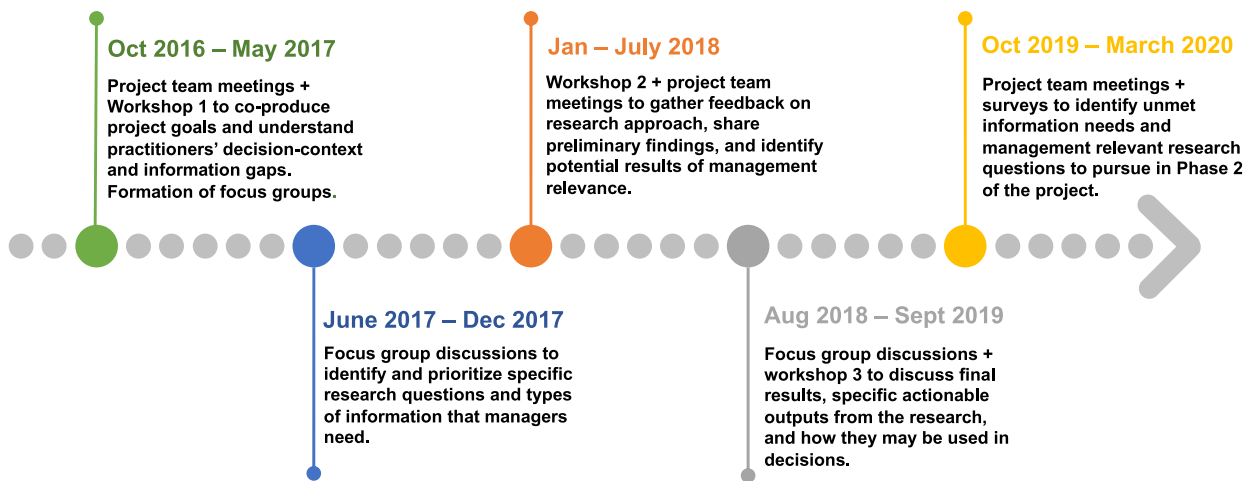 Oct 2016 – May 2017
Project team meetings +
Workshop 1 to co-produce
project goals and understand
practitioners' decision-context
and information gaps.
Formation of focus groups.
June 2017 – Dec 2017
Focus group discussions to
identify and prioritize specific
research questions and types
of information that managers
need.
Jan – July 2018
Workshop 2 + project team
meetings to gather feedback on
research approach, share
preliminary findings, and identify
potential results of management
relevance.
Aug 2018 – Sept 2019
Focus group discussions +
workshop 3 to discuss final
results, specific actionable
outputs from the research,
and how they may be used in
decisions.
Oct 2019 – March 2020
Project team meetings +
surveys to identify unmet
information needs and
management relevant research
questions to pursue in Phase 2
of the project.